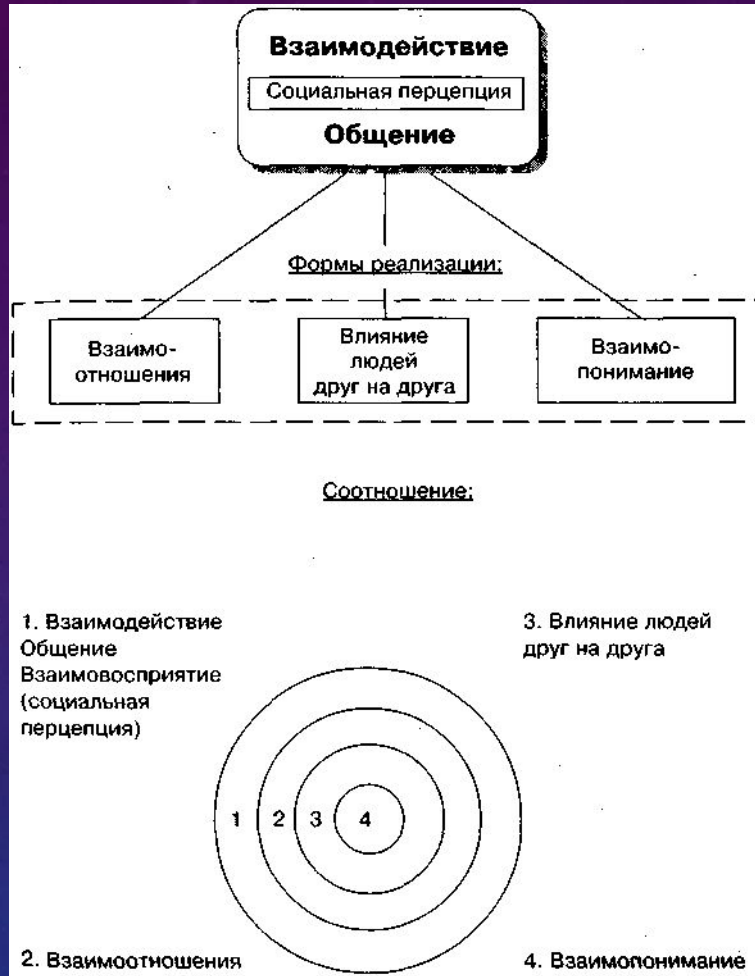 Взаимодействие
Социальная перцепция
Общение
Формы реализации:
Взаимо-
отношения
Влияние
людей
друг на друга
Взаимо-
понимание
Соотношение:
1. Взаимодействие
Общение
Взаимовосприятие
(социальная
перцепция)
3. Влияние людей
друг на друга
1
2
3
4
2. Взаимоотношения
4. Взаимопонимание